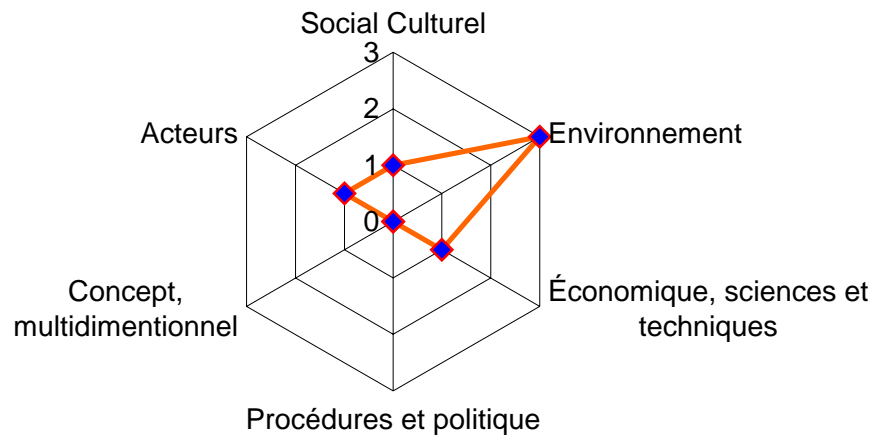 Social Culturel
3
2
Acteurs
Environnement
1
0
Concept,
multidimentionnel
Économique, sciences et
techniques
Procédures et politique